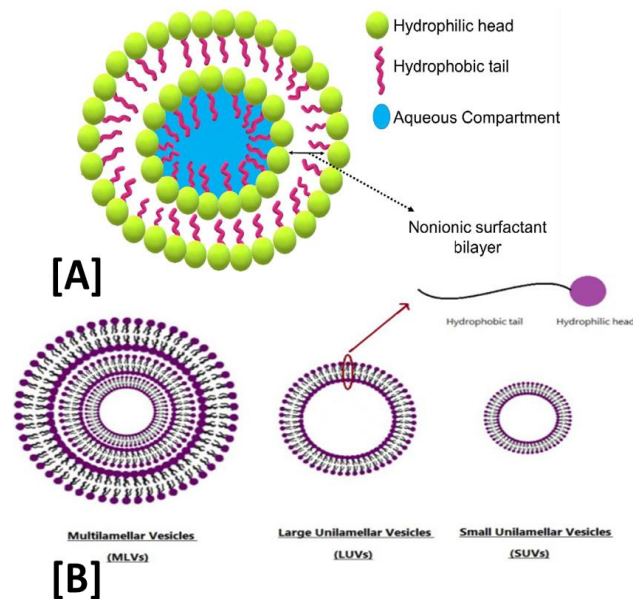 Hydrophilic head
Hydrophobic tail
Aqueous Compartment
Nonionic surfactant
bilayer
[A]
Hydrophobic tail
Hydrophilic head
Multilamellar Vesicles
(MLVs)
Large Unilamellar Vesicles
(LUVs)
Small Unilamellar Vesicles
(SUVs)
[B]